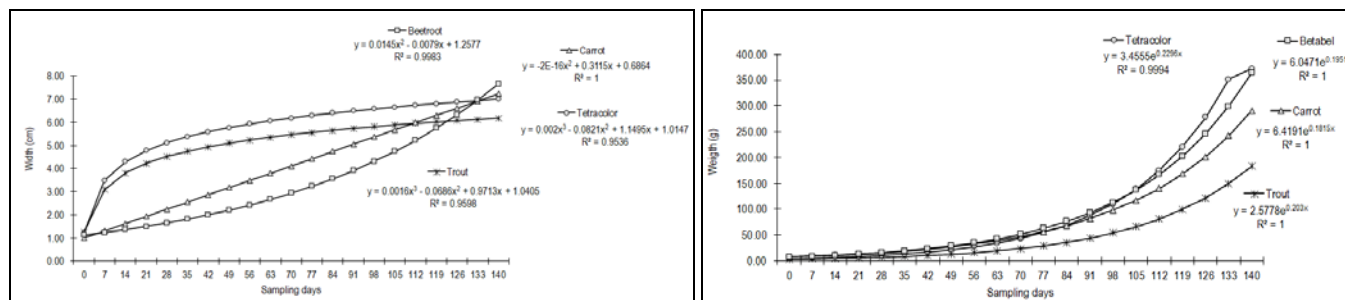 Beetroot
y = 0.0145x² - 0.0079x + 1.2577
R² = 0.9983
Carrot
y = -2E-16x² + 0.3115x + 0.6864
R² = 1
Tetracolor
y = 0.002x³ - 0.0821x² + 1.1495x + 1.0147
R² = 0.9536
Trout
y = 0.0016x³ - 0.0686x² + 0.9713x + 1.0405
R² = 0.9598
Width (cm)
8.00
7.00
6.00
5.00
4.00
3.00
2.00
1.00
0.00
0 7 14 21 28 35 42 49 56 63 70 77 84 91 98 105 112 119 126 133 140
Sampling days
Tetracolor
y = 3.4555e^0.2296x
R² = 0.9994
Betabel
y = 6.0471e^0.1951
R² = 1
Carrot
y = 6.4191e^0.1815x
R² = 1
Trout
y = 2.5778e^0.203x
R² = 1
Weigth (g)
400.00
350.00
300.00
250.00
200.00
150.00
100.00
50.00
0.00
0 7 14 21 28 35 42 49 56 63 70 77 84 91 98 105 112 119 126 133 140
Sampling days